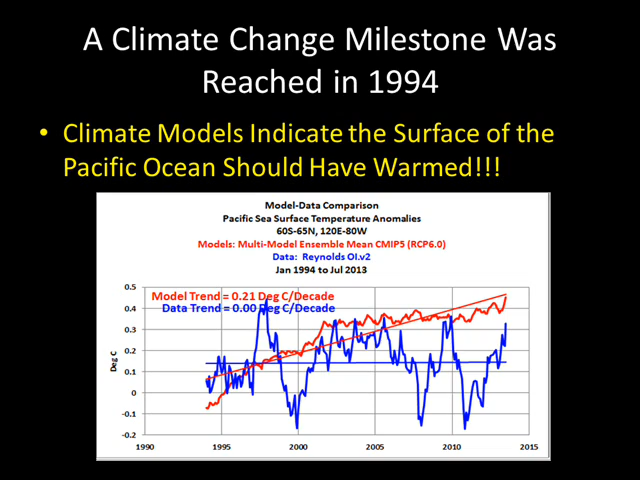 A Climate Change Milestone Was
Reached in 1994
• Climate Models Indicate the Surface of the
Pacific Ocean Should Have Warmed!!!
Model-Data Comparison
Pacific Sea Surface Temperature Anomalies
60S-65N, 120E-80W
Models: Multi-Model Ensemble Mean CMIP5 (RCP6.0)
Data: Reynolds OI.v2
Jan 1994 to Jul 2013
Model Trend = 0.21 Deg C/Decade
Data Trend = 0.00 Deg C/Decade
Deg C
0.5
0.4
0.3
0.2
0.1
0
-0.1
-0.2
1990 1995 2000 2005 2010 2015